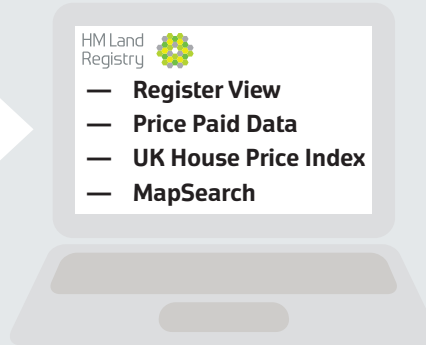 HM Land
Registry
— Register View
— Price Paid Data
— UK House Price Index
— MapSearch